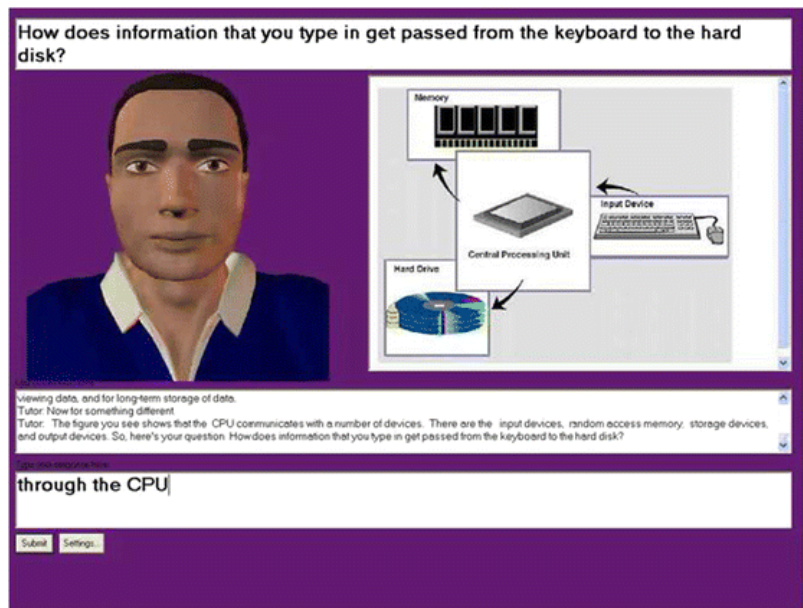 How does information that you type in get passed from the keyboard to the hard
disk?
Memory
Input Device
Central Processing Unit
Hard Drive
viewing data, and for long-term storage of data.
Tutor: Now for something different
Tutor: The figure you see shows that the CPU communicates with a number of devices. There are the input devices, random access memory, storage devices,
and output devices. So, here's your question: How does information that you type in get passed from the keyboard to the hard disk?
through the CPU
Submit
Settings...